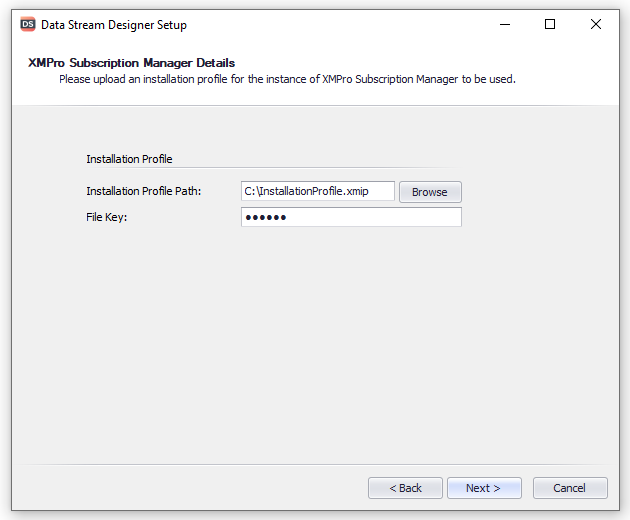 DS Data Stream Designer Setup
XMPro Subscription Manager Details
Please upload an installation profile for the instance of XMPro Subscription Manager to be used.
Installation Profile
Installation Profile Path: C:\InstallationProfile.xmip Browse
File Key: ●●●●●●
< Back Next > Cancel